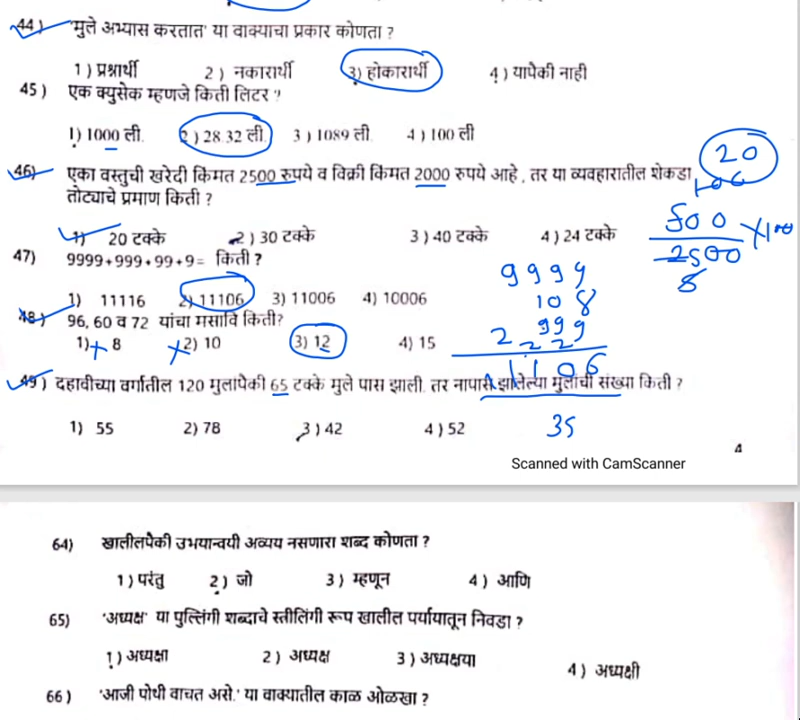 44) 'मुले अभ्यास करतात' या वाक्याचा प्रकार कोणता ?
1) प्रश्नार्थी 2) नकारार्थी 3) होकारार्थी 4) यापैकी नाही
45) एक क्युसेक म्हणजे किती लिटर ?
1) 1000 ली. 2) 28.32 ली 3) 1089 ली. 4) 100 ली
20
46) एका वस्तुची खरेदी किंमत 2500 रुपये व विक्री किंमत 2000 रुपये आहे, तर या व्यवहारातील शेकडा
तोट्याचे प्रमाण किती ?
100
500 ×100
2500
5
1) 20 टक्के 2) 30 टक्के 3) 40 टक्के 4) 24 टक्के
47) 9999+999+99+9= किती ?
9999
1) 11116 2) 11106 3) 11006 4) 10006
108
48) 96, 60 व 72 यांचा मसावि किती?
999
1) 8 2) 10 3) 12 4) 15
2 2 2
11106
49) दहावीच्या वर्गातील 120 मुलांपैकी 65 टक्के मुले पास झाली. तर नापास झालेल्या मुलांची संख्या किती ?
1) 55 2) 78 3) 42 4) 52
35
4
Scanned with CamScanner
64) खालीलपैकी उभयान्वयी अव्यय नसणारा शब्द कोणता ?
1) परंतु 2) जो 3) म्हणून 4) आणि
65) 'अध्यक्ष' या पुल्लिंगी शब्दाचे स्तीलिंगी रूप खालील पर्यायातून निवडा ?
1) अध्यक्षा 2) अध्यक्ष 3) अध्यक्षया 4) अध्यक्षी
66) 'आजी पोथी वाचत असे.' या वाक्यातील काळ ओळखा ?